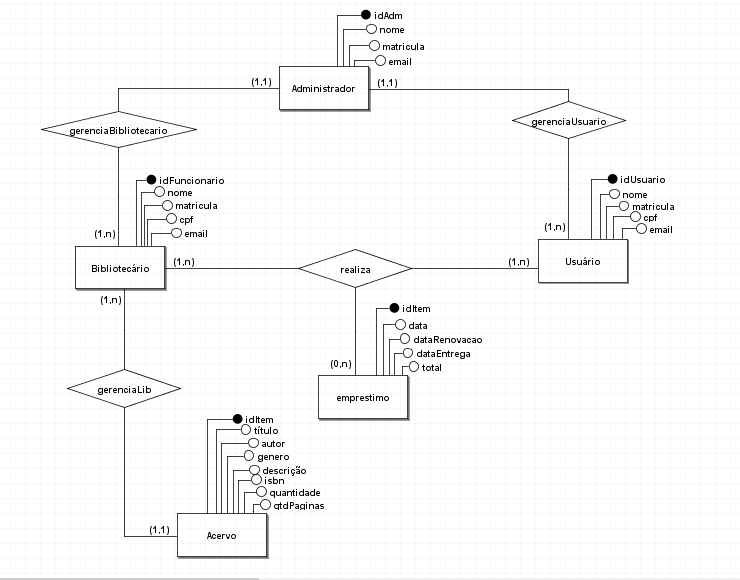 idAdm
nome
matricula
email
(1,1)
Administrador
(1,1)
gerenciaBibliotecario
gerenciaUsuario
idFuncionario
nome
matricula
cpf
email
(1,n)
Bibliotecário
(1,n)
(1,n)
idUsuario
nome
matricula
cpf
email
(1,n)
Usuário
(1,n)
realiza
idItem
data
dataRenovacao
dataEntrega
total
(0,n)
emprestimo
gerenciaLib
idItem
título
autor
genero
descrição
isbn
quantidade
qtdPaginas
(1,1)
Acervo